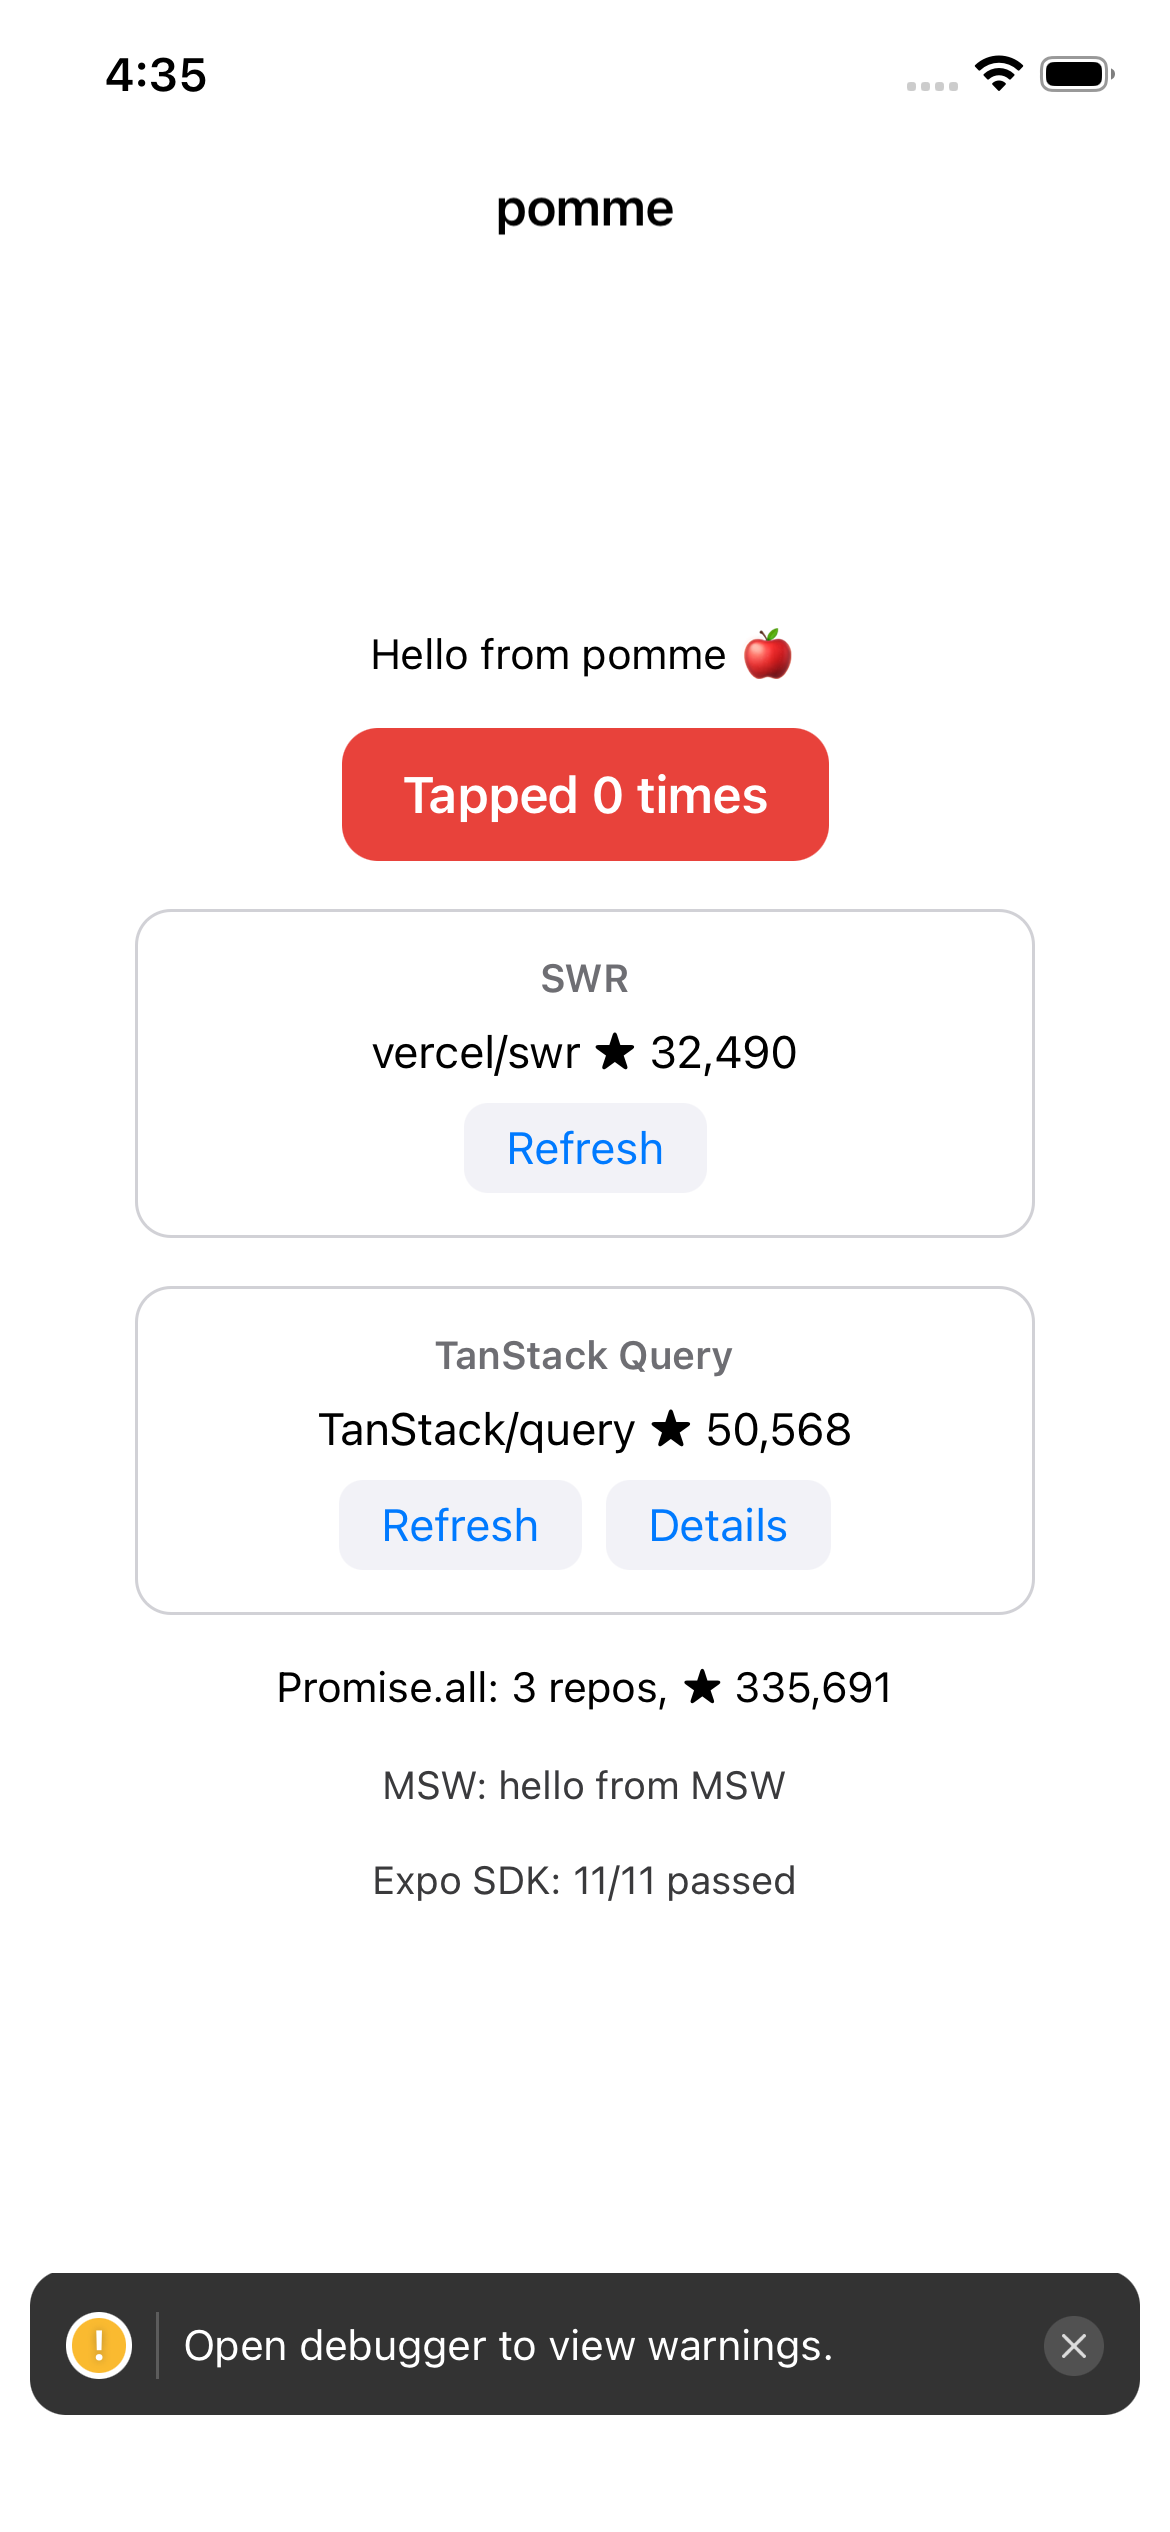 4:35
pomme
Hello from pomme 🍎
Tapped 0 times
SWR
vercel/swr ★ 32,490
Refresh
TanStack Query
TanStack/query ★ 50,568
Refresh
Details
Promise.all: 3 repos, ★ 335,691
MSW: hello from MSW
Expo SDK: 11/11 passed
! Open debugger to view warnings.